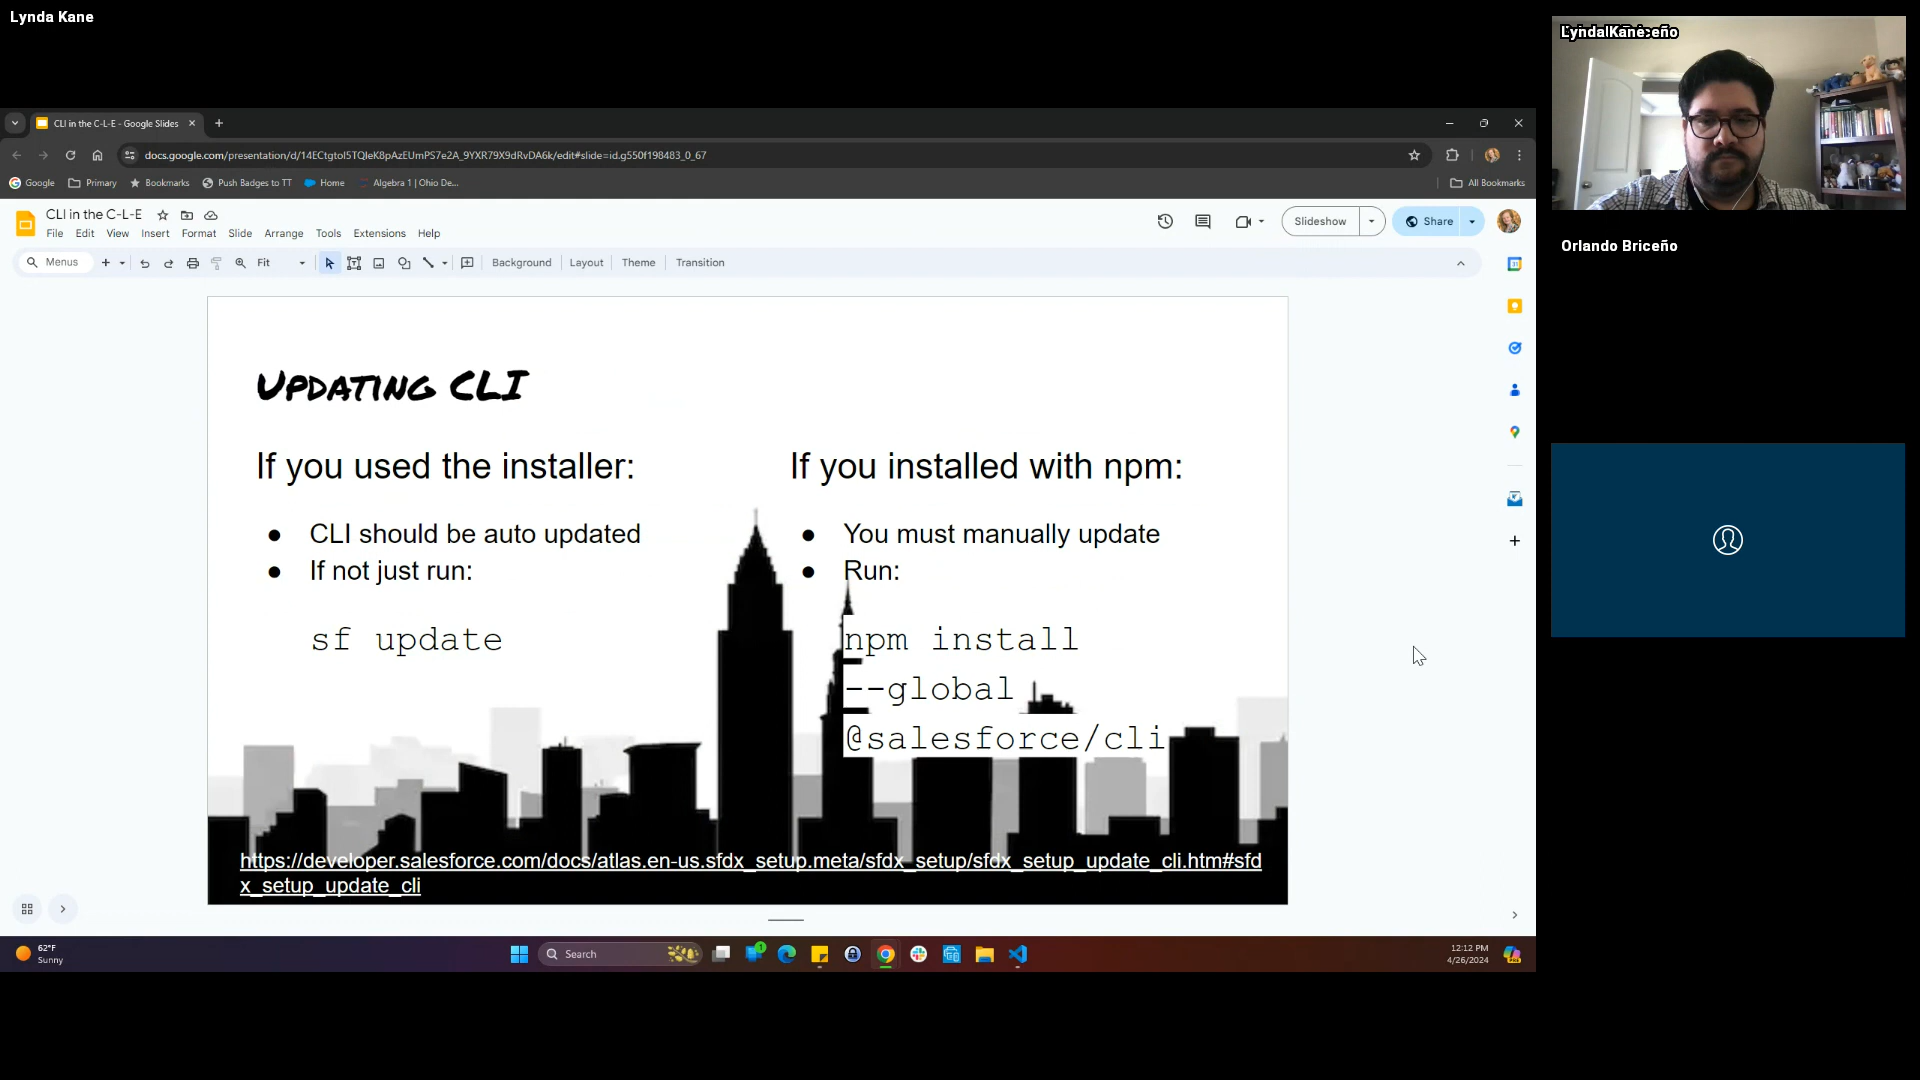 Lynda Kane
CLI in the C-L-E - Google Slides
docs.google.com/presentation/d/14ECtgtoI5TQIeK8pAzEUmPS7e2A_9YXR79X9dRvDA6k/edit#slide=id.g550f198483_0_67
Google Primary Bookmarks Push Badges to TT Home Algebra 1 | Ohio De... All Bookmarks
CLI in the C-L-E
File Edit View Insert Format Slide Arrange Tools Extensions Help
Slideshow Share
Menus Fit Background Layout Theme Transition
UPDATING CLI
If you used the installer:
● CLI should be auto updated
● If not just run:
sf update
If you installed with npm:
● You must manually update
● Run:
npm install
--global
@salesforce/cli
https://developer.salesforce.com/docs/atlas.en-us.sfdx_setup.meta/sfdx_setup/sfdx_setup_update_cli.htm#sfd
x_setup_update_cli
62°F
Sunny
Search
12:12 PM
4/26/2024
Orlando Briceño